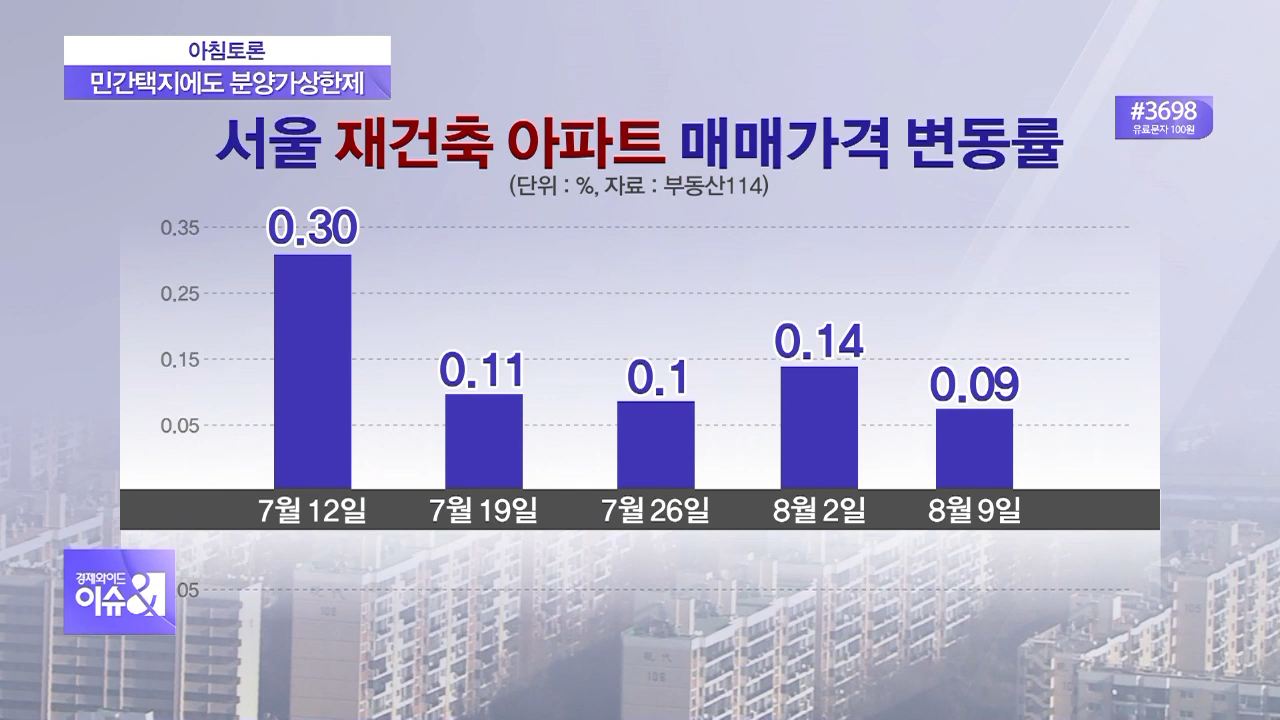 아침토론
민간택지에도 분양가상한제
#3698
유료문자 100원
서울 재건축 아파트 매매가격 변동률
(단위 : %, 자료 : 부동산114)
0.35
0.25
0.15
0.05
0.30
0.11
0.1
0.14
0.09
7월 12일
7월 19일
7월 26일
8월 2일
8월 9일
05
경제와이드
이슈&